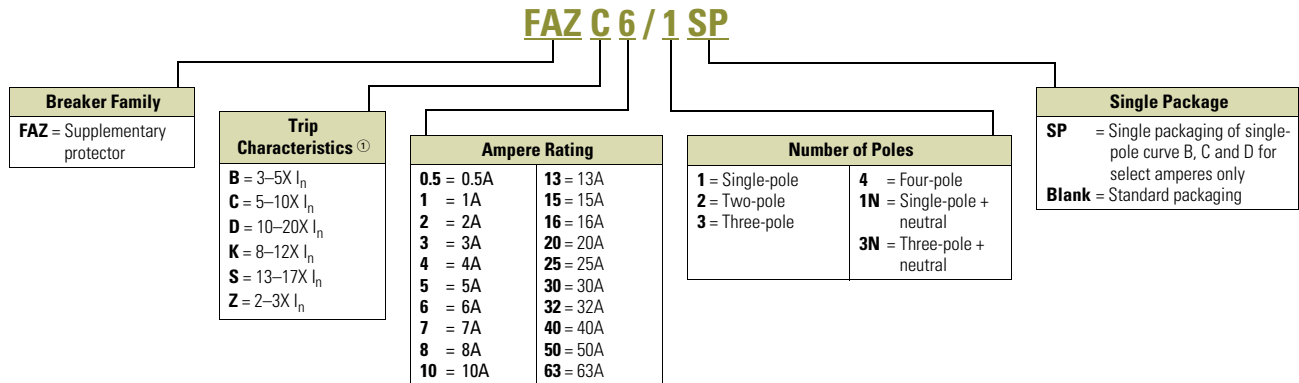 FAZ C 6 / 1 SP
Breaker Family
FAZ = Supplementary
protector
Trip
Characteristics ①
B = 3–5X In
C = 5–10X In
D = 10–20X In
K = 8–12X In
S = 13–17X In
Z = 2–3X In
Ampere Rating
0.5 = 0.5A
1 = 1A
2 = 2A
3 = 3A
4 = 4A
5 = 5A
6 = 6A
7 = 7A
8 = 8A
10 = 10A
13 = 13A
15 = 15A
16 = 16A
20 = 20A
25 = 25A
30 = 30A
32 = 32A
40 = 40A
50 = 50A
63 = 63A
Number of Poles
1 = Single-pole
2 = Two-pole
3 = Three-pole
4 = Four-pole
1N = Single-pole +
neutral
3N = Three-pole +
neutral
Single Package
SP = Single packaging of single-
pole curve B, C and D for
select amperes only
Blank = Standard packaging